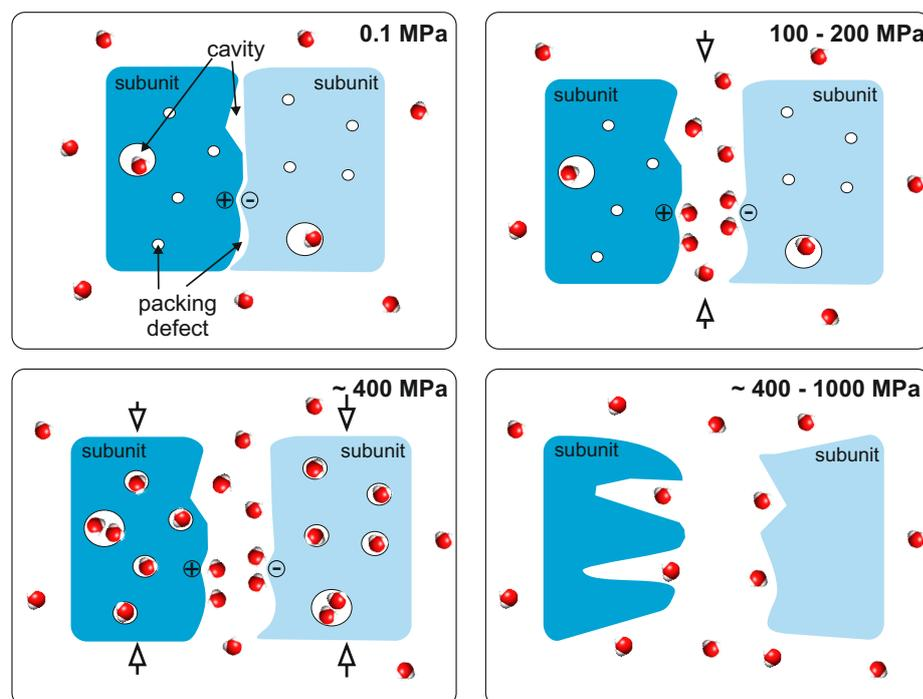 0.1 MPa
cavity
subunit
subunit
+
-
packing
defect
100 - 200 MPa
subunit
subunit
+
-
~ 400 MPa
subunit
subunit
+
-
~ 400 - 1000 MPa
subunit
subunit